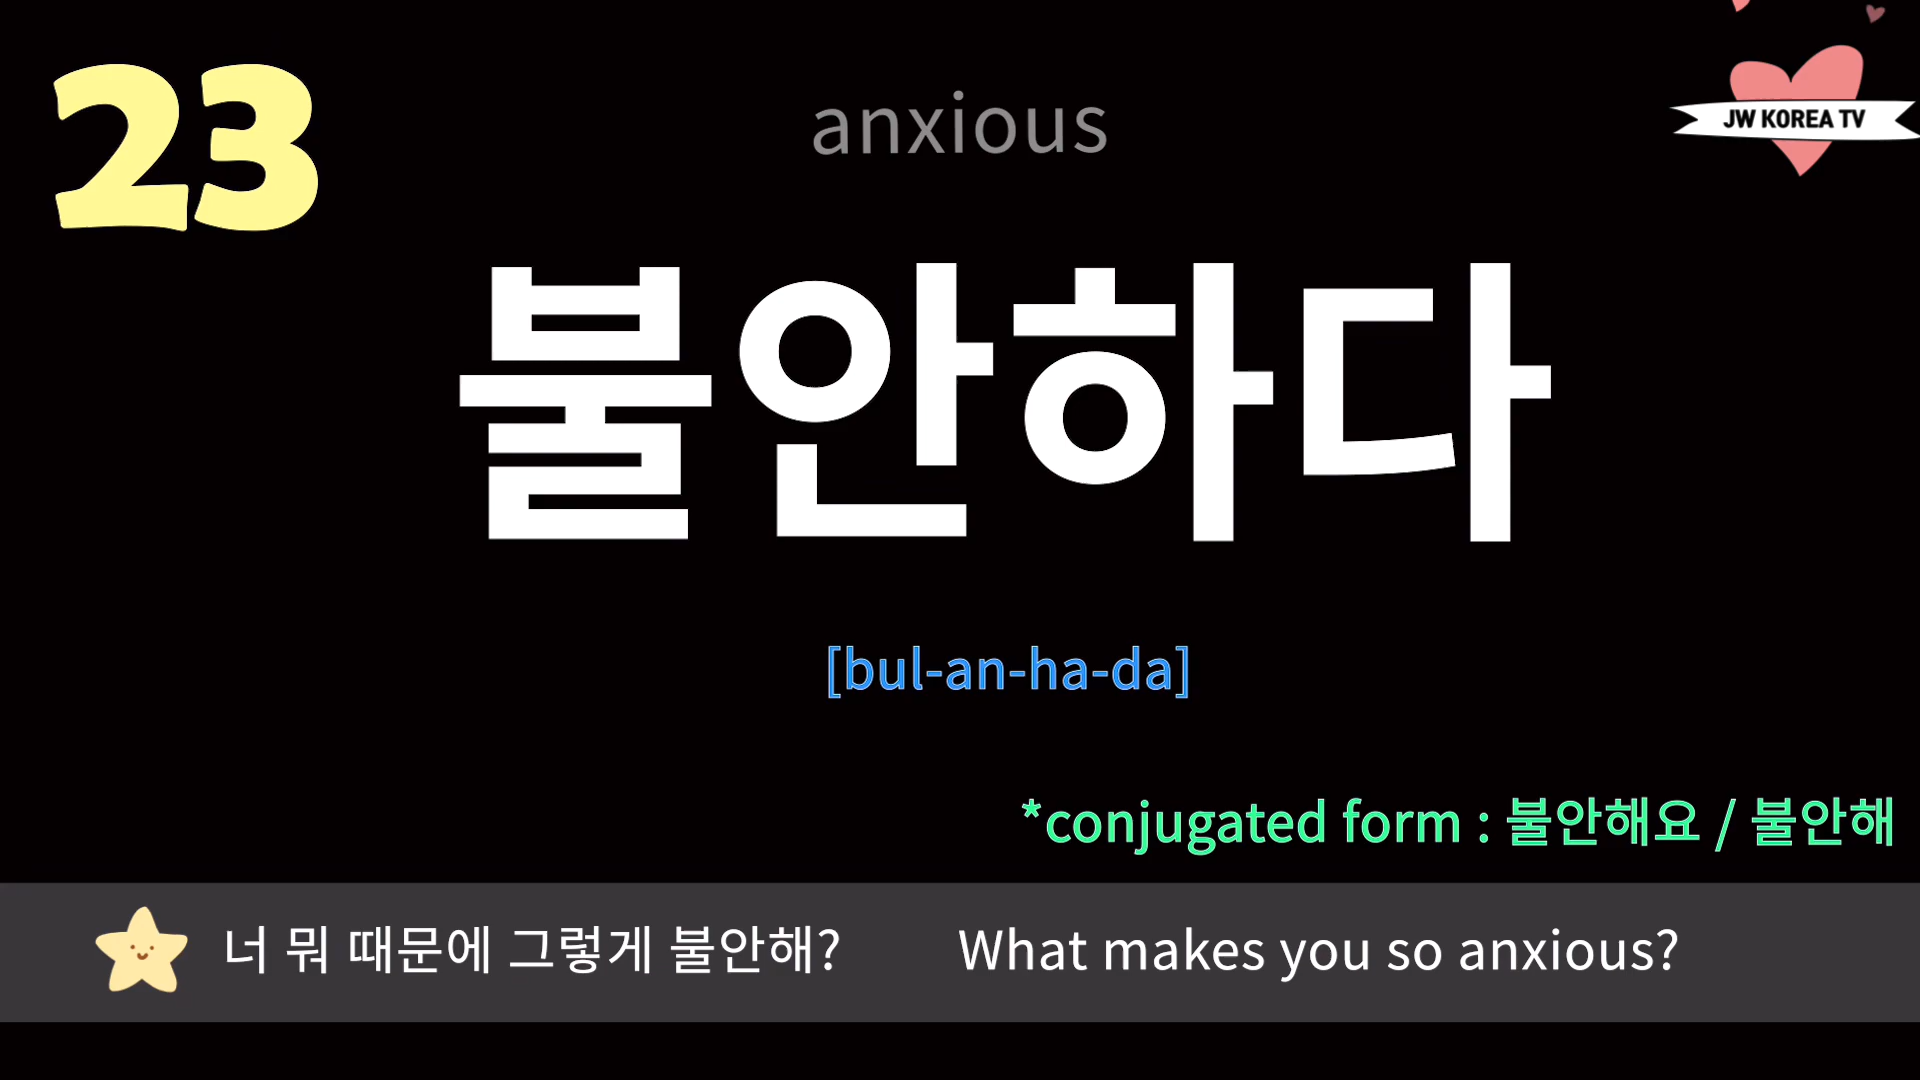 23
anxious
JW KOREA TV
불안하다
[bul-an-ha-da]
*conjugated form : 불안해요 / 불안해
너 뭐 때문에 그렇게 불안해? What makes you so anxious?